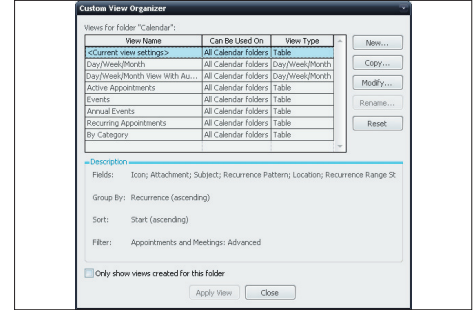 Custom View Organizer
Views for folder "Calendar":
View Name Can Be Used On View Type
<Current view settings> All Calendar folders Table
Day/Week/Month All Calendar folders Day/Week/Month
Day/Week/Month View With Au... All Calendar folders Day/Week/Month
Active Appointments All Calendar folders Table
Events All Calendar folders Table
Annual Events All Calendar folders Table
Recurring Appointments All Calendar folders Table
By Category All Calendar folders Table
New...
Copy...
Modify...
Rename...
Reset
Description
Fields: Icon; Attachment; Subject; Recurrence Pattern; Location; Recurrence Range St
Group By: Recurrence (ascending)
Sort: Start (ascending)
Filter: Appointments and Meetings: Advanced
Only show views created for this folder
Apply View Close